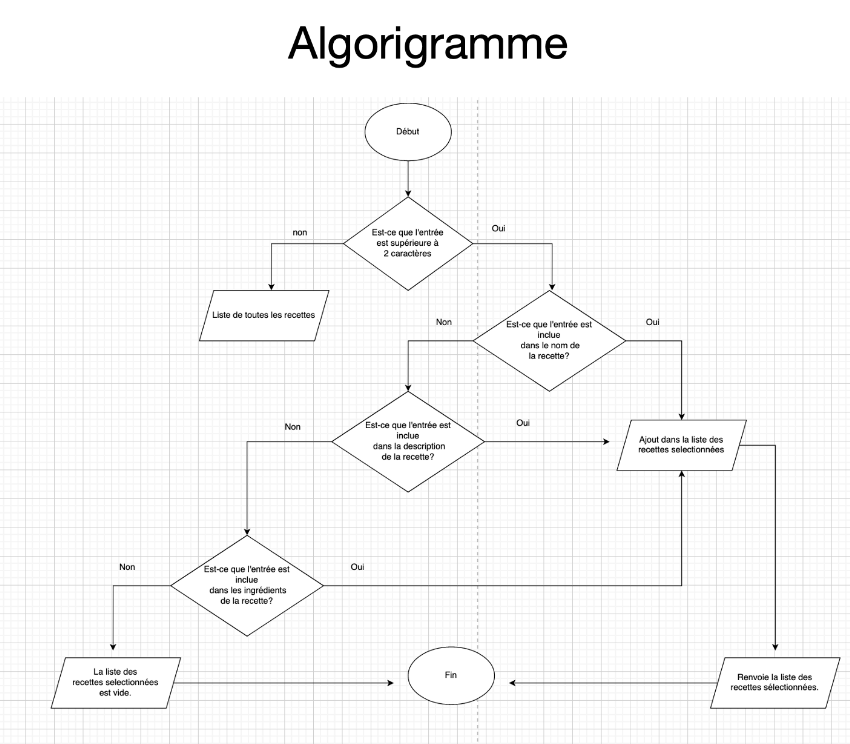 Algorigramme
Début
Est-ce que l'entrée
est supérieure à
2 caractères
non
Oui
Liste de toutes les recettes
Est-ce que l'entrée est
inclue
dans le nom de
la recette?
Non
Oui
Est-ce que l'entrée est
inclue
dans la description
de la recette?
Non
Oui
Ajout dans la liste des
recettes selectionnées
Est-ce que l'entrée est
inclue
dans les ingrédients
de la recette?
Non
Oui
La liste des
recettes selectionnées
est vide.
Fin
Renvoie la liste des
recettes sélectionnées.